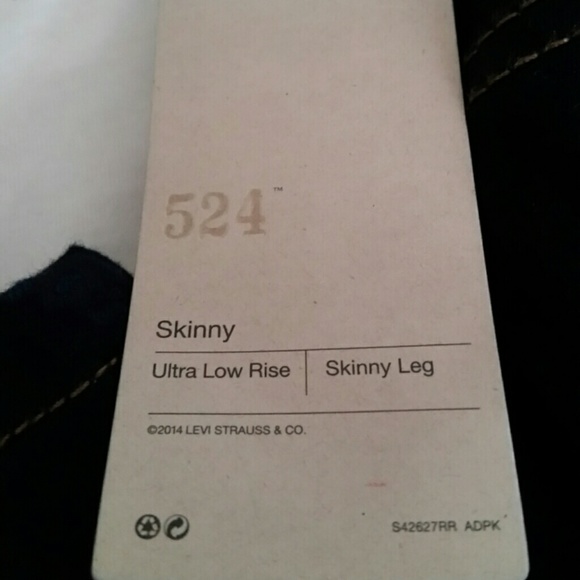 524™
Skinny
Ultra Low Rise | Skinny Leg
©2014 LEVI STRAUSS & CO.
S42627RR ADPK